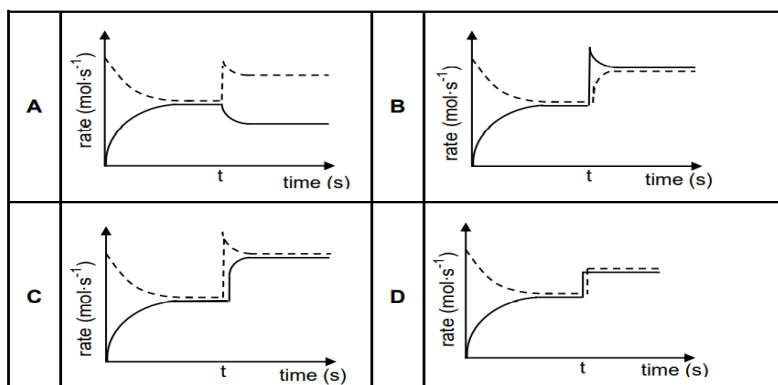 A
rate (mol·s⁻¹)
t
time (s)
B
rate (mol·s⁻¹)
t
time (s)
C
rate (mol·s⁻¹)
t
time (s)
D
rate (mol·s⁻¹)
t
time (s)